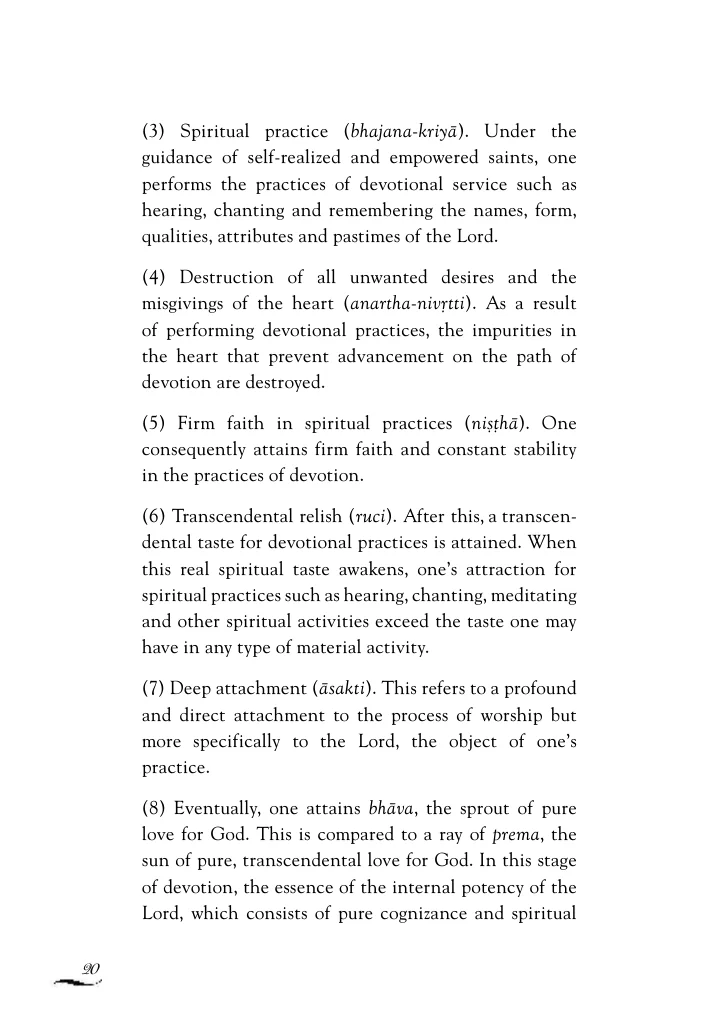 (3) Spiritual practice (bhajana-kriyā). Under the
guidance of self-realized and empowered saints, one
performs the practices of devotional service such as
hearing, chanting and remembering the names, form,
qualities, attributes and pastimes of the Lord.
(4) Destruction of all unwanted desires and the
misgivings of the heart (anartha-nivṛtti). As a result
of performing devotional practices, the impurities in
the heart that prevent advancement on the path of
devotion are destroyed.
(5) Firm faith in spiritual practices (niṣṭhā). One
consequently attains firm faith and constant stability
in the practices of devotion.
(6) Transcendental relish (ruci). After this, a transcen-
dental taste for devotional practices is attained. When
this real spiritual taste awakens, one’s attraction for
spiritual practices such as hearing, chanting, meditating
and other spiritual activities exceed the taste one may
have in any type of material activity.
(7) Deep attachment (āsakti). This refers to a profound
and direct attachment to the process of worship but
more specifically to the Lord, the object of one’s
practice.
(8) Eventually, one attains bhāva, the sprout of pure
love for God. This is compared to a ray of prema, the
sun of pure, transcendental love for God. In this stage
of devotion, the essence of the internal potency of the
Lord, which consists of pure cognizance and spiritual
20